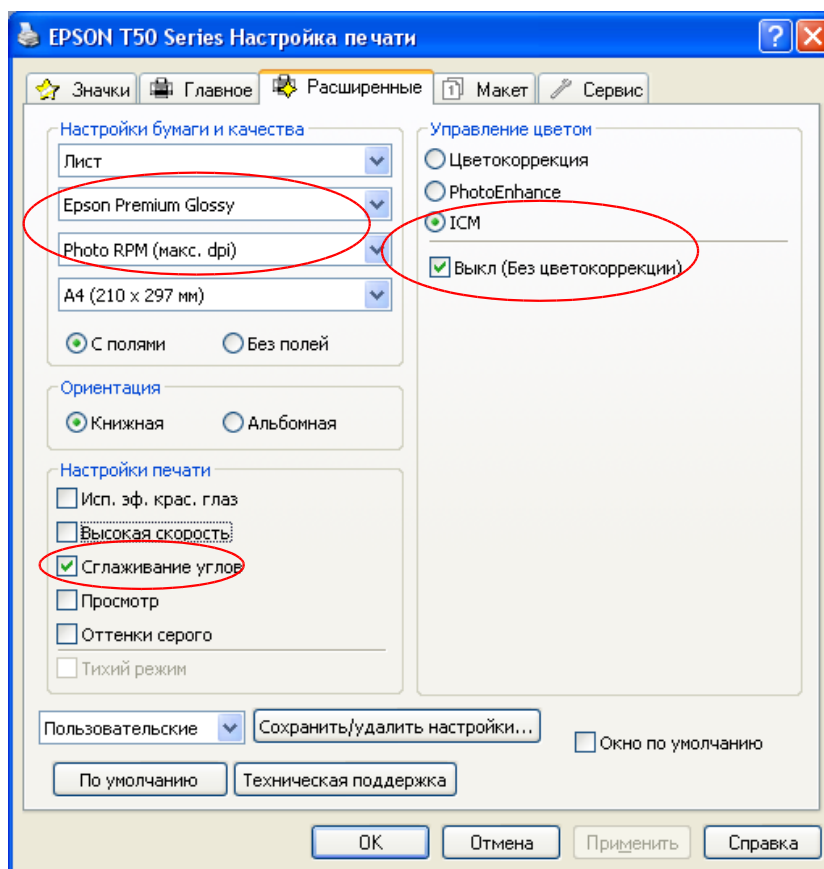 EPSON T50 Series Настройка печати
Значки
Главное
Расширенные
Макет
Сервис
Настройки бумаги и качества
Лист
Epson Premium Glossy
Photo RPM (макс. dpi)
A4 (210 x 297 мм)
С полями
Без полей
Ориентация
Книжная
Альбомная
Настройки печати
Исп. эф. крас. глаз
Высокая скорость
Сглаживание углов
Просмотр
Оттенки серого
Тихий режим
Управление цветом
Цветокоррекция
PhotoEnhance
ICM
Выкл (Без цветокоррекции)
Пользовательские
Сохранить/удалить настройки...
Окно по умолчанию
По умолчанию
Техническая поддержка
OK
Отмена
Применить
Справка